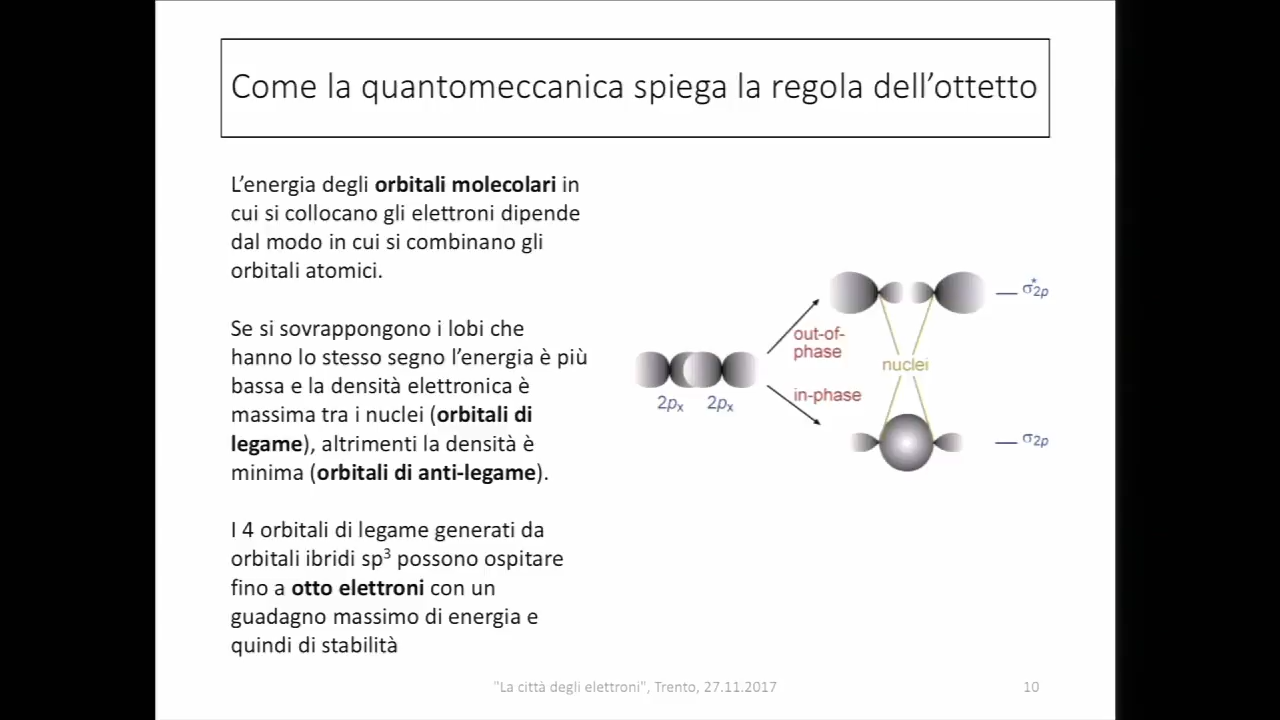 Come la quantomeccanica spiega la regola dell’ottetto
L’energia degli orbitali molecolari in
cui si collocano gli elettroni dipende
dal modo in cui si combinano gli
orbitali atomici.
Se si sovrappongono i lobi che
hanno lo stesso segno l’energia è più
bassa e la densità elettronica è
massima tra i nuclei (orbitali di
legame), altrimenti la densità è
minima (orbitali di anti-legame).
I 4 orbitali di legame generati da
orbitali ibridi sp³ possono ospitare
fino a otto elettroni con un
guadagno massimo di energia e
quindi di stabilità
σ*2p
out-of-
phase
nuclei
in-phase
2px 2px
σ2p
"La città degli elettroni", Trento, 27.11.2017
10